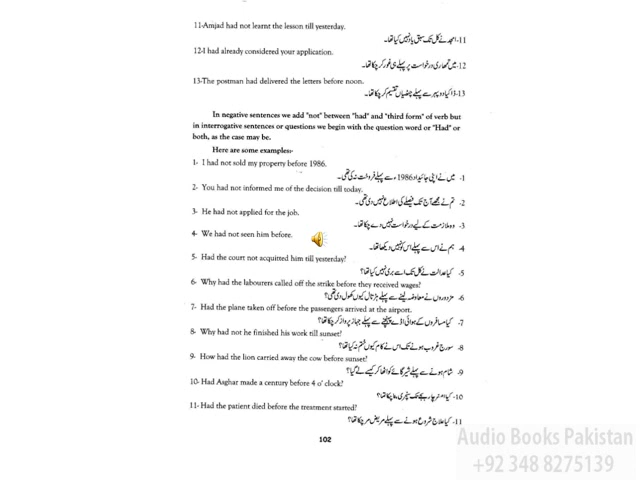 11-Amjad had not learnt the lesson till yesterday.
11- امجد نے کل تک سبق یاد نہیں کیا تھا۔
12-I had already considered your application.
12- میں تمھاری درخواست پر پہلے ہی غور کر چکا تھا۔
13-The postman had delivered the letters before noon.
13- ڈاکیا دوپہر سے پہلے چٹھیاں تقسیم کر چکا تھا۔
In negative sentences we add "not" between "had" and "third form" of verb but
in interrogative sentences or questions we begin with the question word or "Had" or
both, as the case may be.
Here are some examples:-
1- I had not sold my property before 1986.
1- میں نے اپنی جائیداد 1986ء سے پہلے فروخت نہ کی تھی۔
2- You had not informed me of the decision till today.
2- تم نے مجھے آج تک فیصلے کی اطلاع نہیں دی تھی۔
3- He had not applied for the job.
3- وہ ملازمت کے لیے درخواست نہیں دے چکا تھا۔
4- We had not seen him before.
4- ہم نے اس سے پہلے اس کو نہیں دیکھا تھا۔
5- Had the court not acquitted him till yesterday?
5- کیا عدالت نے کل تک اسے بری نہیں کیا تھا؟
6- Why had the labourers called off the strike before they received wages?
6- مزدوروں نے معاوضہ لینے سے پہلے ہڑتال کیوں کھول دی تھی؟
7- Had the plane taken off before the passengers arrived at the airport.
7- کیا مسافروں کے ہوائی اڈے پہنچنے سے پہلے جہاز پرواز کر چکا تھا؟
8- Why had not he finished his work till sunset!
8- سورج غروب ہونے تک اس نے کام کیوں ختم نہ کیا تھا؟
9- How had the lion carried away the cow before sunset!
9- شام ہونے سے پہلے شیر گائے کو اٹھا کر کیسے لے گیا؟
10- Had Asghar made a century before 4 o' clock?
10- کیا چار بجے تک سنچری چکا تھا؟
11- Had the patient died before the treatment started?
11- کیا علاج شروع ہونے سے پہلے مریض مر چکا تھا؟
102
Audio Books Pakistan
+92 348 8275139